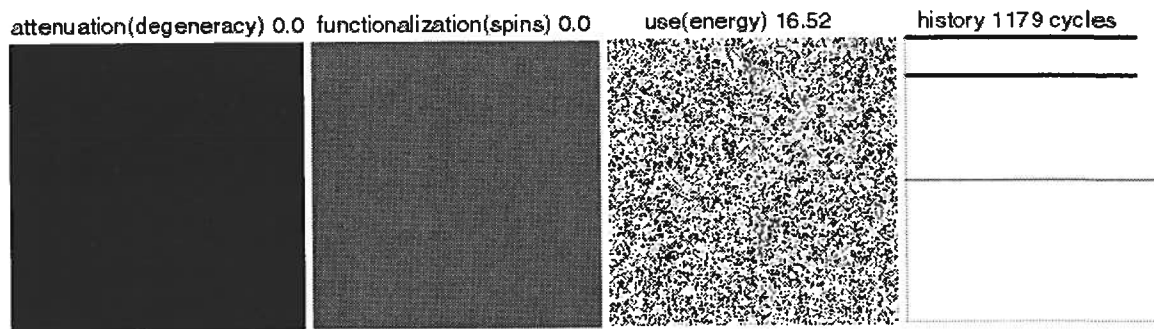 attenuation(degeneracy) 0.0
functionalization(spins) 0.0
use(energy) 16.52
history 1179 cycles